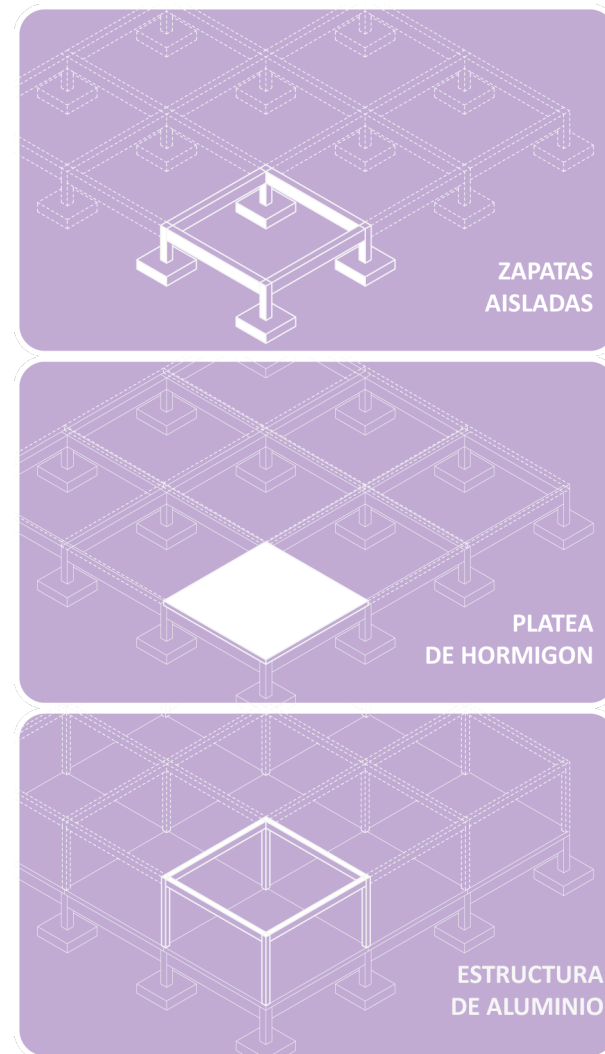 ZAPATAS
AISLADAS
PLATEA
DE HORMIGON
ESTRUCTURA
DE ALUMINIO